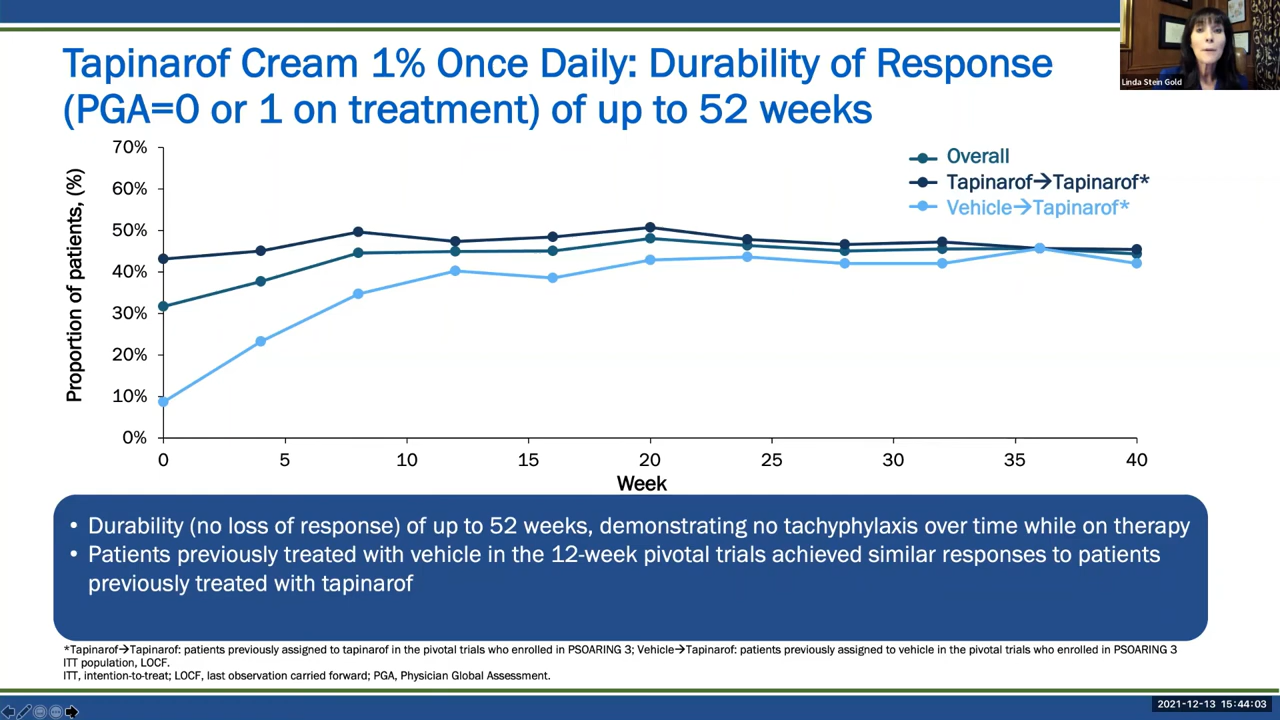 Tapinarof Cream 1% Once Daily: Durability of Response
(PGA=0 or 1 on treatment) of up to 52 weeks
Linda Stein Gold
Proportion of patients, (%)
70%
60%
50%
40%
30%
20%
10%
0%
Overall
Tapinarof→Tapinarof*
Vehicle→Tapinarof*
0 5 10 15 20 25 30 35 40
Week
• Durability (no loss of response) of up to 52 weeks, demonstrating no tachyphylaxis over time while on therapy
• Patients previously treated with vehicle in the 12-week pivotal trials achieved similar responses to patients
previously treated with tapinarof
*Tapinarof→Tapinarof: patients previously assigned to tapinarof in the pivotal trials who enrolled in PSOARING 3; Vehicle→Tapinarof: patients previously assigned to vehicle in the pivotal trials who enrolled in PSOARING 3
ITT population, LOCF.
ITT, intention-to-treat; LOCF, last observation carried forward; PGA, Physician Global Assessment.
2021-12-13 15:44:03